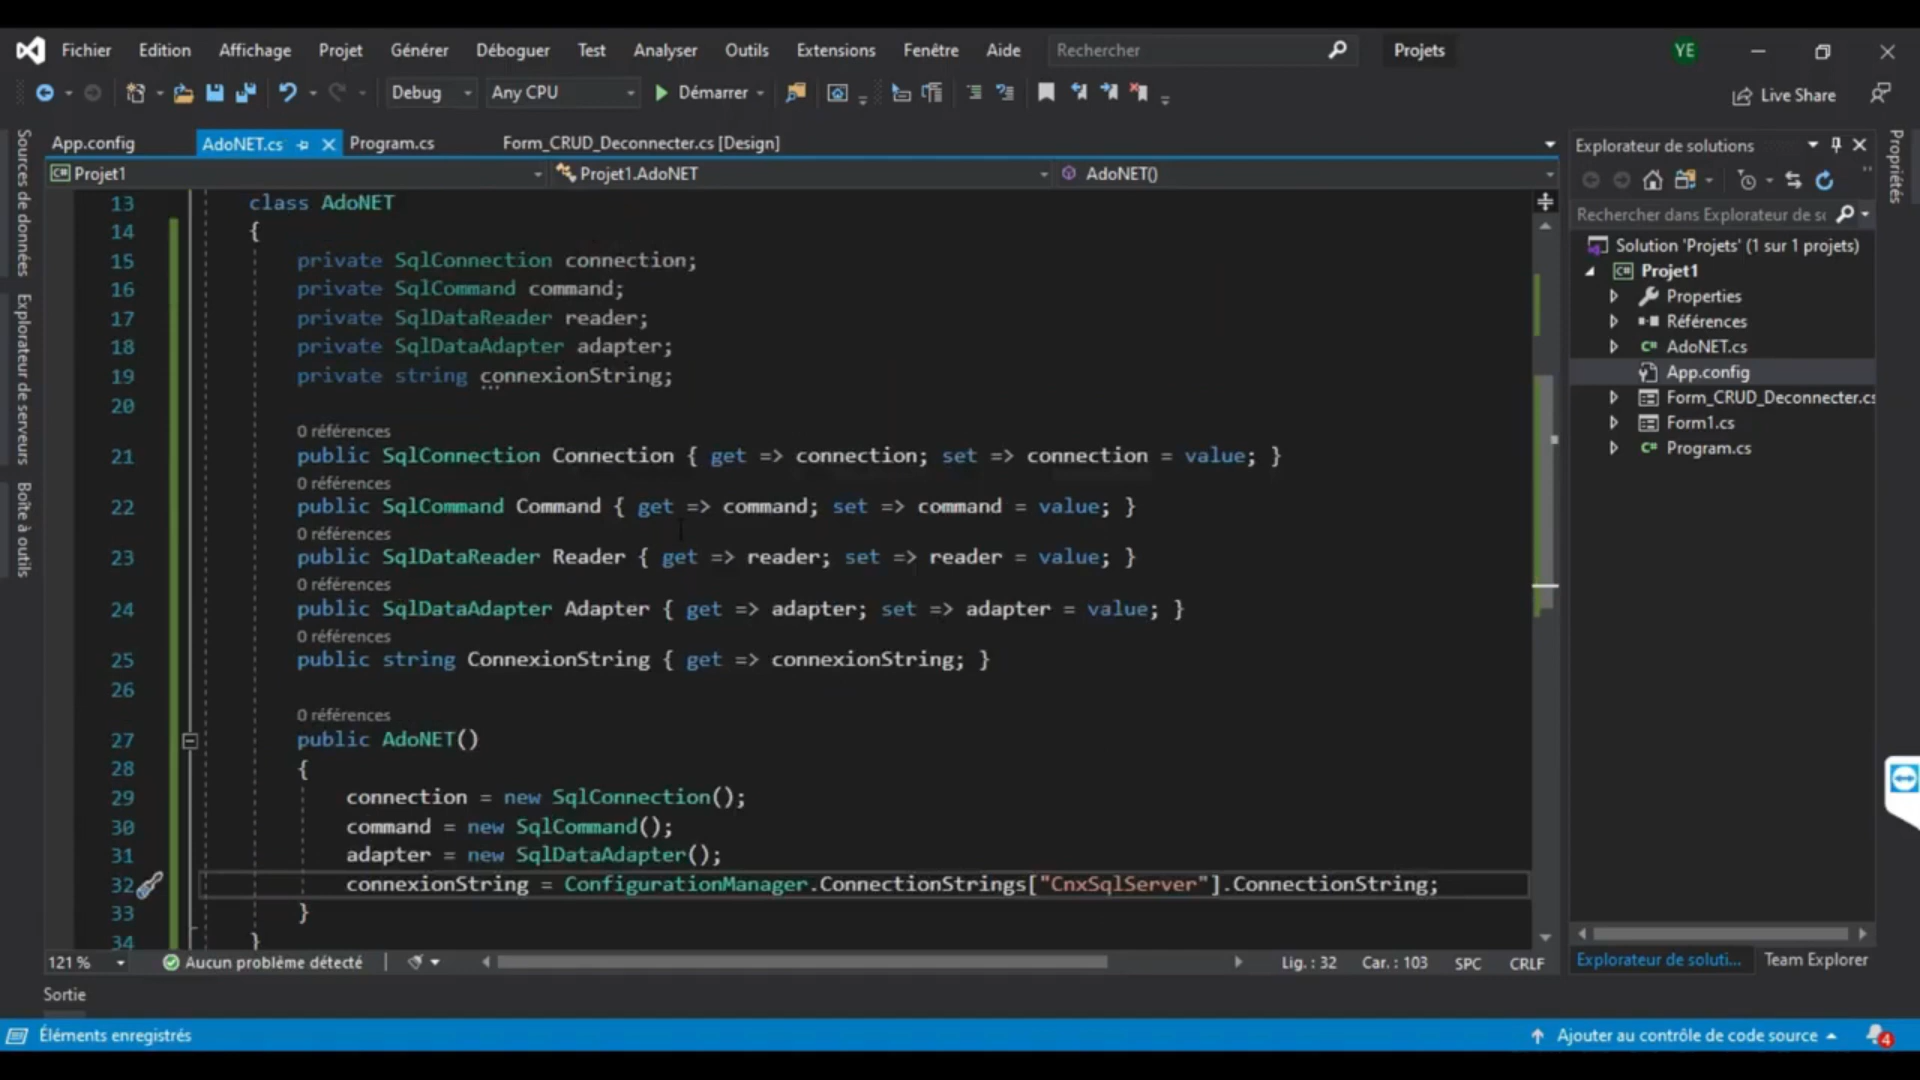 Fichier Edition Affichage Projet Générer Déboguer Test Analyser Outils Extensions Fenêtre Aide Rechercher Projets YE
Debug Any CPU Démarrer Live Share
App.config AdoNET.cs Program.cs Form_CRUD_Deconnecter.cs [Design]
Projet1 Projet1.AdoNET AdoNET()
Sources de données
Explorateur de serveurs
Boîte à outils
13 class AdoNET
14 {
15 private SqlConnection connection;
16 private SqlCommand command;
17 private SqlDataReader reader;
18 private SqlDataAdapter adapter;
19 private string connexionString;
20
0 références
21 public SqlConnection Connection { get => connection; set => connection = value; }
0 références
22 public SqlCommand Command { get => command; set => command = value; }
0 références
23 public SqlDataReader Reader { get => reader; set => reader = value; }
0 références
24 public SqlDataAdapter Adapter { get => adapter; set => adapter = value; }
0 références
25 public string ConnexionString { get => connexionString; }
26
0 références
27 public AdoNET()
28 {
29 connection = new SqlConnection();
30 command = new SqlCommand();
31 adapter = new SqlDataAdapter();
32 connexionString = ConfigurationManager.ConnectionStrings["CnxSqlServer"].ConnectionString;
33 }
34 }
121 % Aucun problème détecté Lig. : 32 Car. : 103 SPC CRLF
Explorateur de solutions
Rechercher dans Explorateur de so
Solution 'Projets' (1 sur 1 projets)
Projet1
Properties
Références
AdoNET.cs
App.config
Form_CRUD_Deconnecter.cs
Form1.cs
Program.cs
Explorateur de soluti... Team Explorer
Propriétés
Sortie
Éléments enregistrés Ajouter au contrôle de code source 4